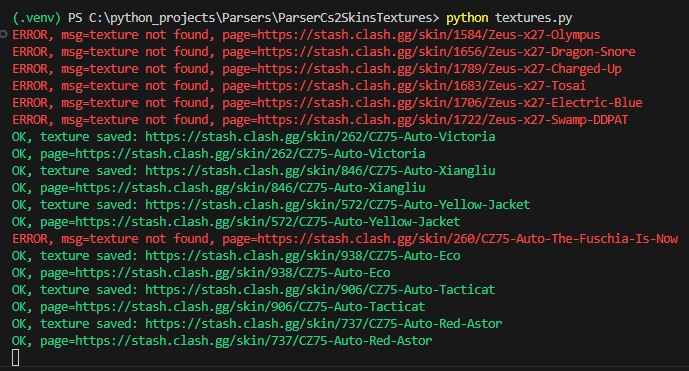 (.venv) PS C:\python_projects\Parsers\ParserCs2SkinsTextures> python textures.py
ERROR, msg=texture not found, page=https://stash.clash.gg/skin/1584/Zeus-x27-Olympus
ERROR, msg=texture not found, page=https://stash.clash.gg/skin/1656/Zeus-x27-Dragon-Snore
ERROR, msg=texture not found, page=https://stash.clash.gg/skin/1789/Zeus-x27-Charged-Up
ERROR, msg=texture not found, page=https://stash.clash.gg/skin/1683/Zeus-x27-Tosai
ERROR, msg=texture not found, page=https://stash.clash.gg/skin/1706/Zeus-x27-Electric-Blue
ERROR, msg=texture not found, page=https://stash.clash.gg/skin/1722/Zeus-x27-Swamp-DDPAT
OK, texture saved: https://stash.clash.gg/skin/262/CZ75-Auto-Victoria
OK, page=https://stash.clash.gg/skin/262/CZ75-Auto-Victoria
OK, texture saved: https://stash.clash.gg/skin/846/CZ75-Auto-Xiangliu
OK, page=https://stash.clash.gg/skin/846/CZ75-Auto-Xiangliu
OK, texture saved: https://stash.clash.gg/skin/572/CZ75-Auto-Yellow-Jacket
OK, page=https://stash.clash.gg/skin/572/CZ75-Auto-Yellow-Jacket
ERROR, msg=texture not found, page=https://stash.clash.gg/skin/260/CZ75-Auto-The-Fuschia-Is-Now
OK, texture saved: https://stash.clash.gg/skin/938/CZ75-Auto-Eco
OK, page=https://stash.clash.gg/skin/938/CZ75-Auto-Eco
OK, texture saved: https://stash.clash.gg/skin/906/CZ75-Auto-Tacticat
OK, page=https://stash.clash.gg/skin/906/CZ75-Auto-Tacticat
OK, texture saved: https://stash.clash.gg/skin/737/CZ75-Auto-Red-Astor
OK, page=https://stash.clash.gg/skin/737/CZ75-Auto-Red-Astor